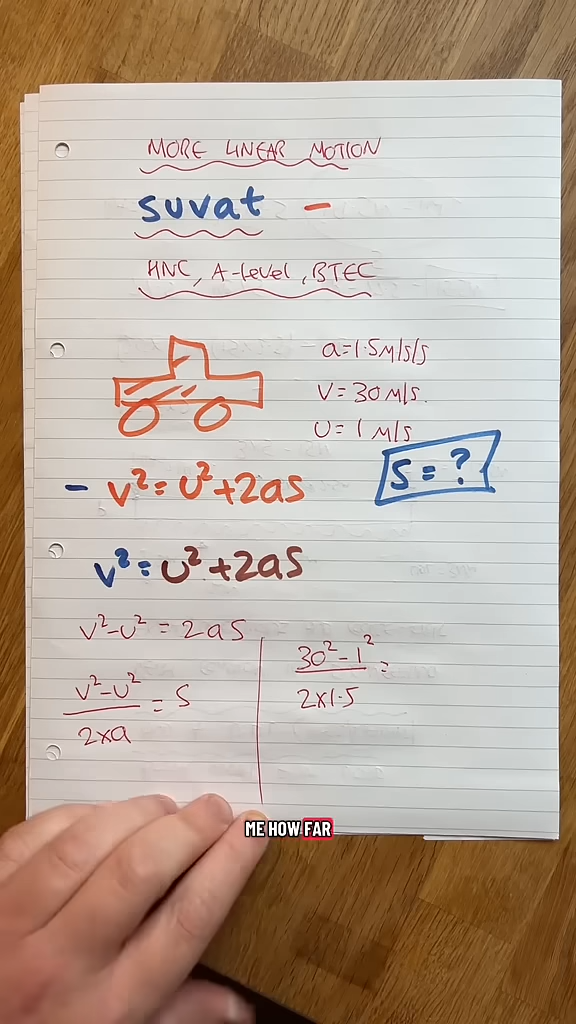 MORE LINEAR MOTION
suvat -
HNC, A-level, BTEC
a=1.5m/s/s
V=30m/s.
U=1m/s
S=?
- v²=u²+2as
v²=u²+2as
v²-u²=2as
30²-1²=
2x1.5
v²-u²=S
2xa
ME HOW FAR